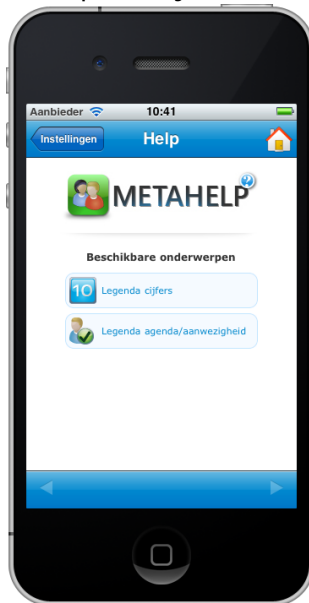 Aanbieder 10:41
Instellingen Help
METAHELP?
Beschikbare onderwerpen
10 Legenda cijfers
Legenda agenda/aanwezigheid